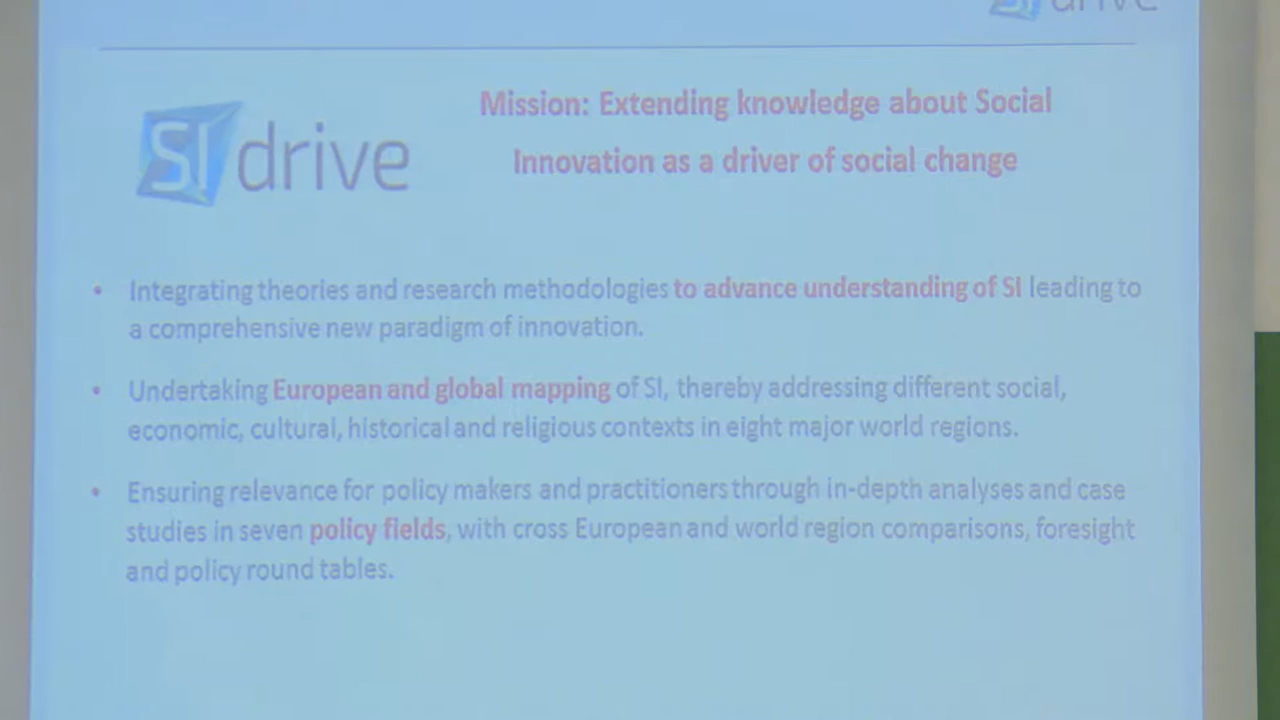 SI drive
SI drive
Mission: Extending knowledge about Social
Innovation as a driver of social change
• Integrating theories and research methodologies to advance understanding of SI leading to
a comprehensive new paradigm of innovation.
• Undertaking European and global mapping of SI, thereby addressing different social,
economic, cultural, historical and religious contexts in eight major world regions.
• Ensuring relevance for policy makers and practitioners through in-depth analyses and case
studies in seven policy fields, with cross European and world region comparisons, foresight
and policy round tables.